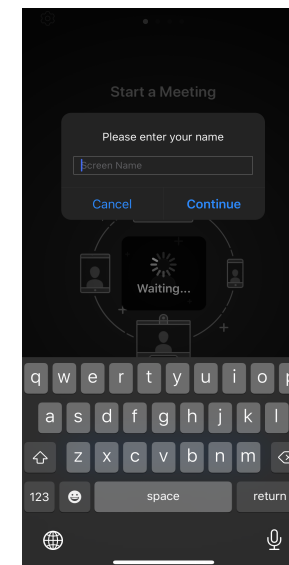 Start a Meeting
Please enter your name
Screen Name
Cancel Continue
Waiting...
q w e r t y u i o p
a s d f g h j k l
z x c v b n m
123 space return